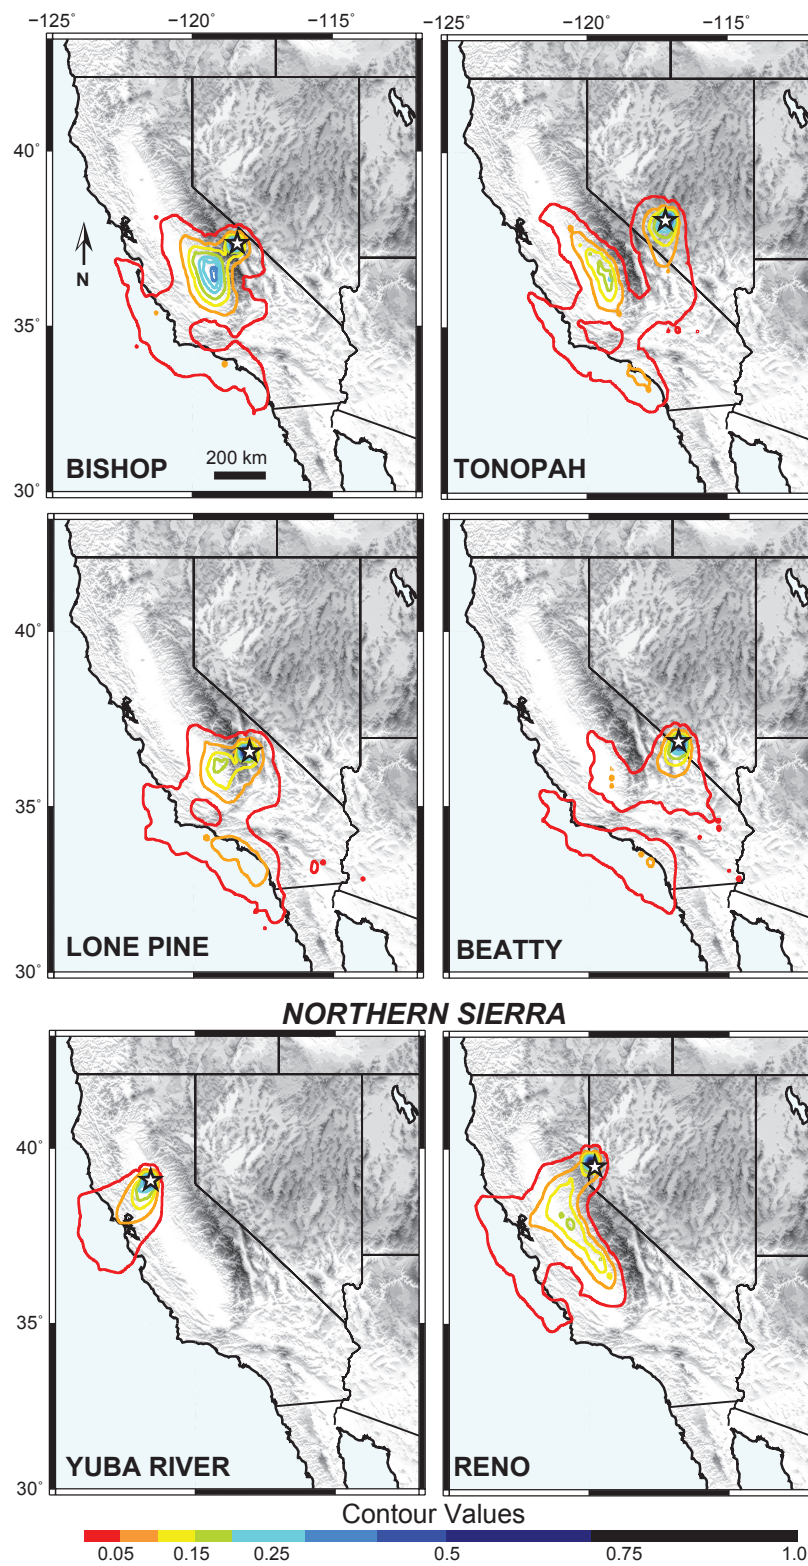 −125° −120° −115° −125° −120° −115°
40°
N
35°
200 km
BISHOP TONOPAH
30°
40°
35°
LONE PINE BEATTY
30°
NORTHERN SIERRA
40°
35°
YUBA RIVER RENO
30°
Contour Values
0.05 0.15 0.25 0.5 0.75 1.0